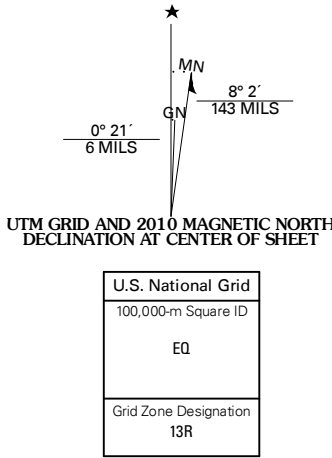 ★
MN
GN
8° 2´
143 MILS
0° 21´
6 MILS
UTM GRID AND 2010 MAGNETIC NORTH
DECLINATION AT CENTER OF SHEET
U.S. National Grid
100,000-m Square ID
EQ
Grid Zone Designation
13R